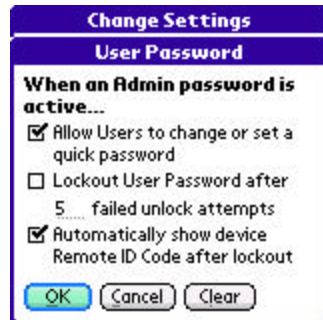 Change Settings
User Password
When an Admin password is
active...
Allow Users to change or set a
quick password
Lockout User Password after
5 failed unlock attempts
Automatically show device
Remote ID Code after lockout
OK Cancel Clear